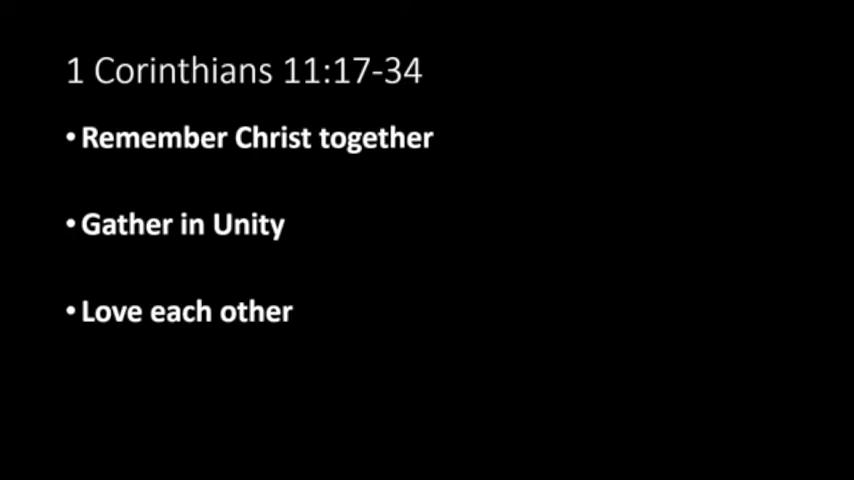 1 Corinthians 11:17-34
• Remember Christ together
• Gather in Unity
• Love each other